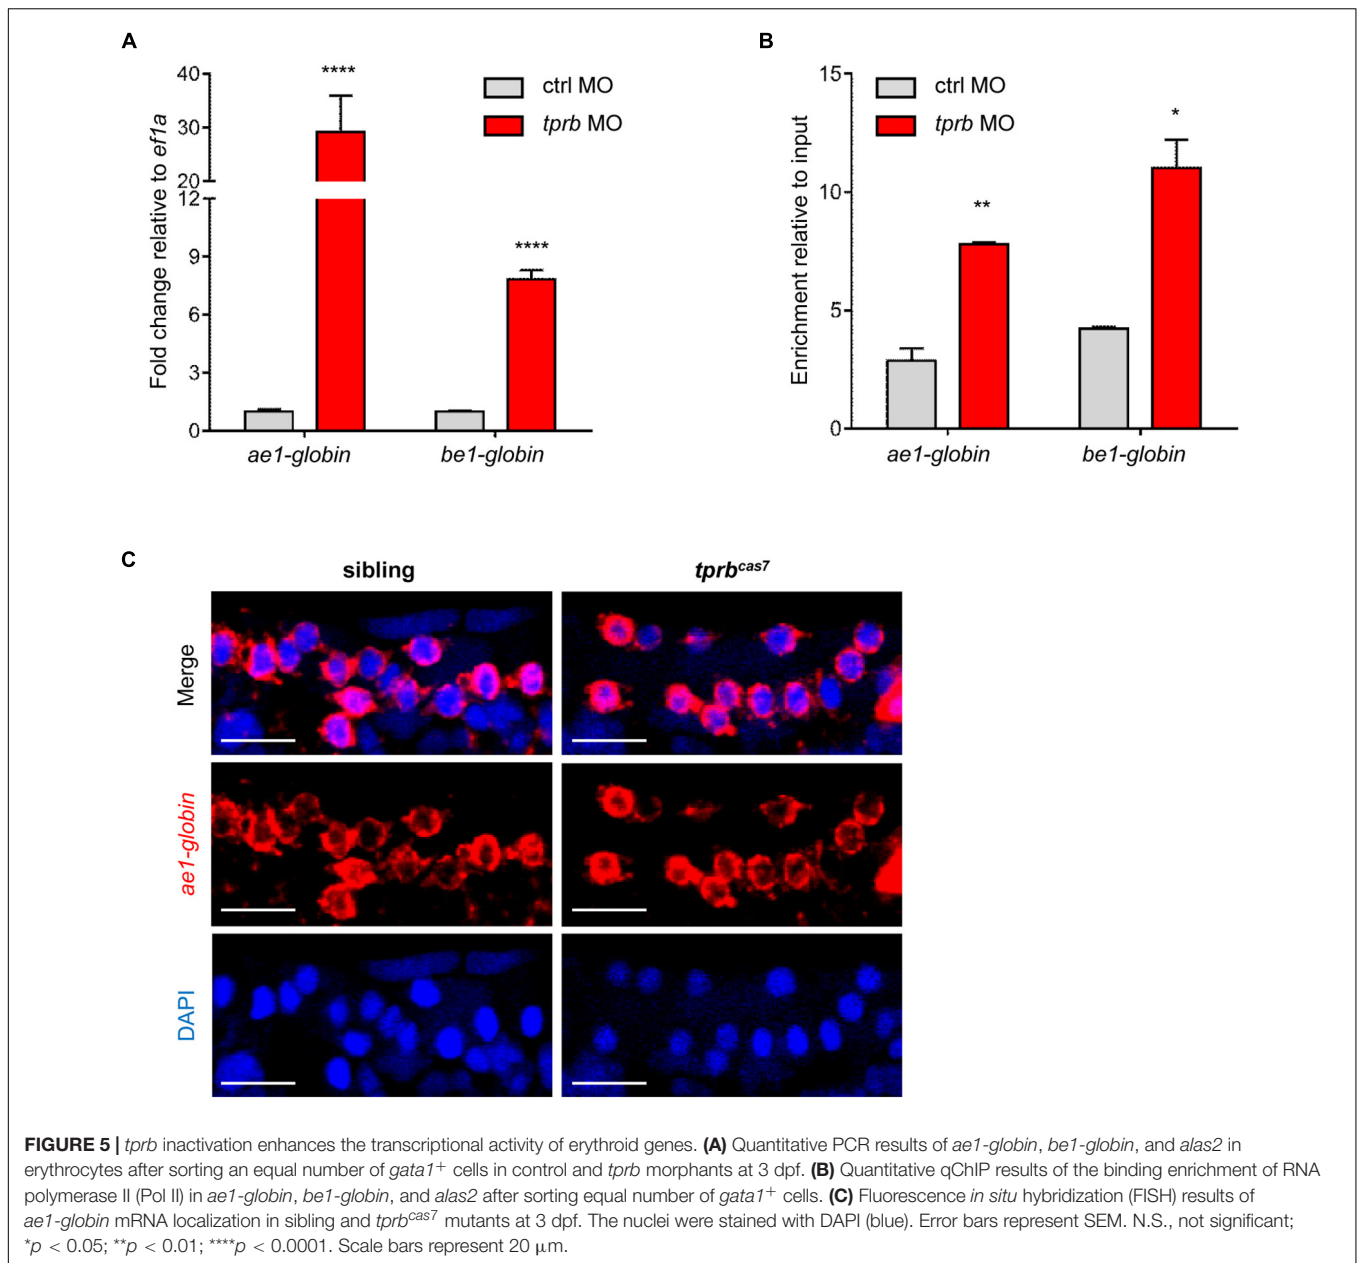 A
Fold change relative to ef1a
40
30
20
12
9
6
3
0
****
****
ctrl MO
tprb MO
ae1-globin
be1-globin
B
Enrichment relative to input
15
10
5
0
ctrl MO
tprb MO
**
*
ae1-globin
be1-globin
C
sibling
tprbcas7
Merge
ae1-globin
DAPI
FIGURE 5 | tprb inactivation enhances the transcriptional activity of erythroid genes. (A) Quantitative PCR results of ae1-globin, be1-globin, and alas2 in
erythrocytes after sorting an equal number of gata1+ cells in control and tprb morphants at 3 dpf. (B) Quantitative qChIP results of the binding enrichment of RNA
polymerase II (Pol II) in ae1-globin, be1-globin, and alas2 after sorting equal number of gata1+ cells. (C) Fluorescence in situ hybridization (FISH) results of
ae1-globin mRNA localization in sibling and tprbcas7 mutants at 3 dpf. The nuclei were stained with DAPI (blue). Error bars represent SEM. N.S., not significant;
*p < 0.05; **p < 0.01; ****p < 0.0001. Scale bars represent 20 μm.